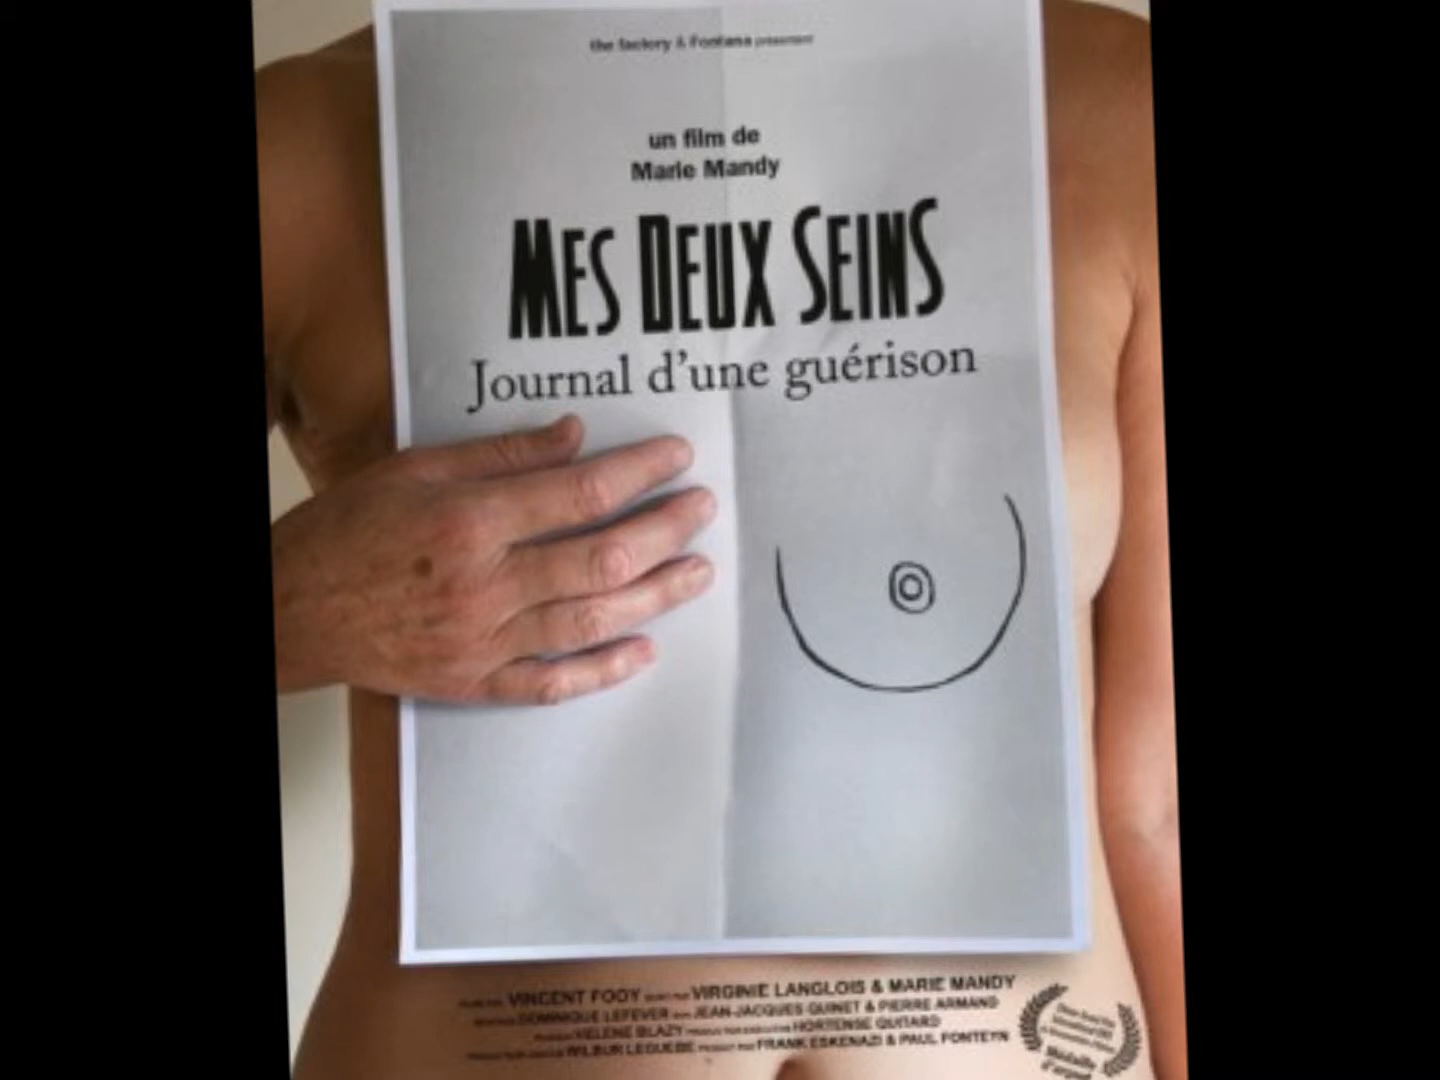 the factory & Fontana présentent
un film de
Marie Mandy
MES DEUX SEINS
Journal d'une guérison
VINCENT FOOY VIRGINIE LANGLOIS & MARIE MANDY
DOMINIQUE LEFEVER JEAN-JACQUES QUINET & PIERRE ARMAND
HELENE BLAZY HORTENSE QUITARD
WILBUR LEGUEBE FRANK ESKENAZI & PAUL FONTEYN
Médaille
d'argent